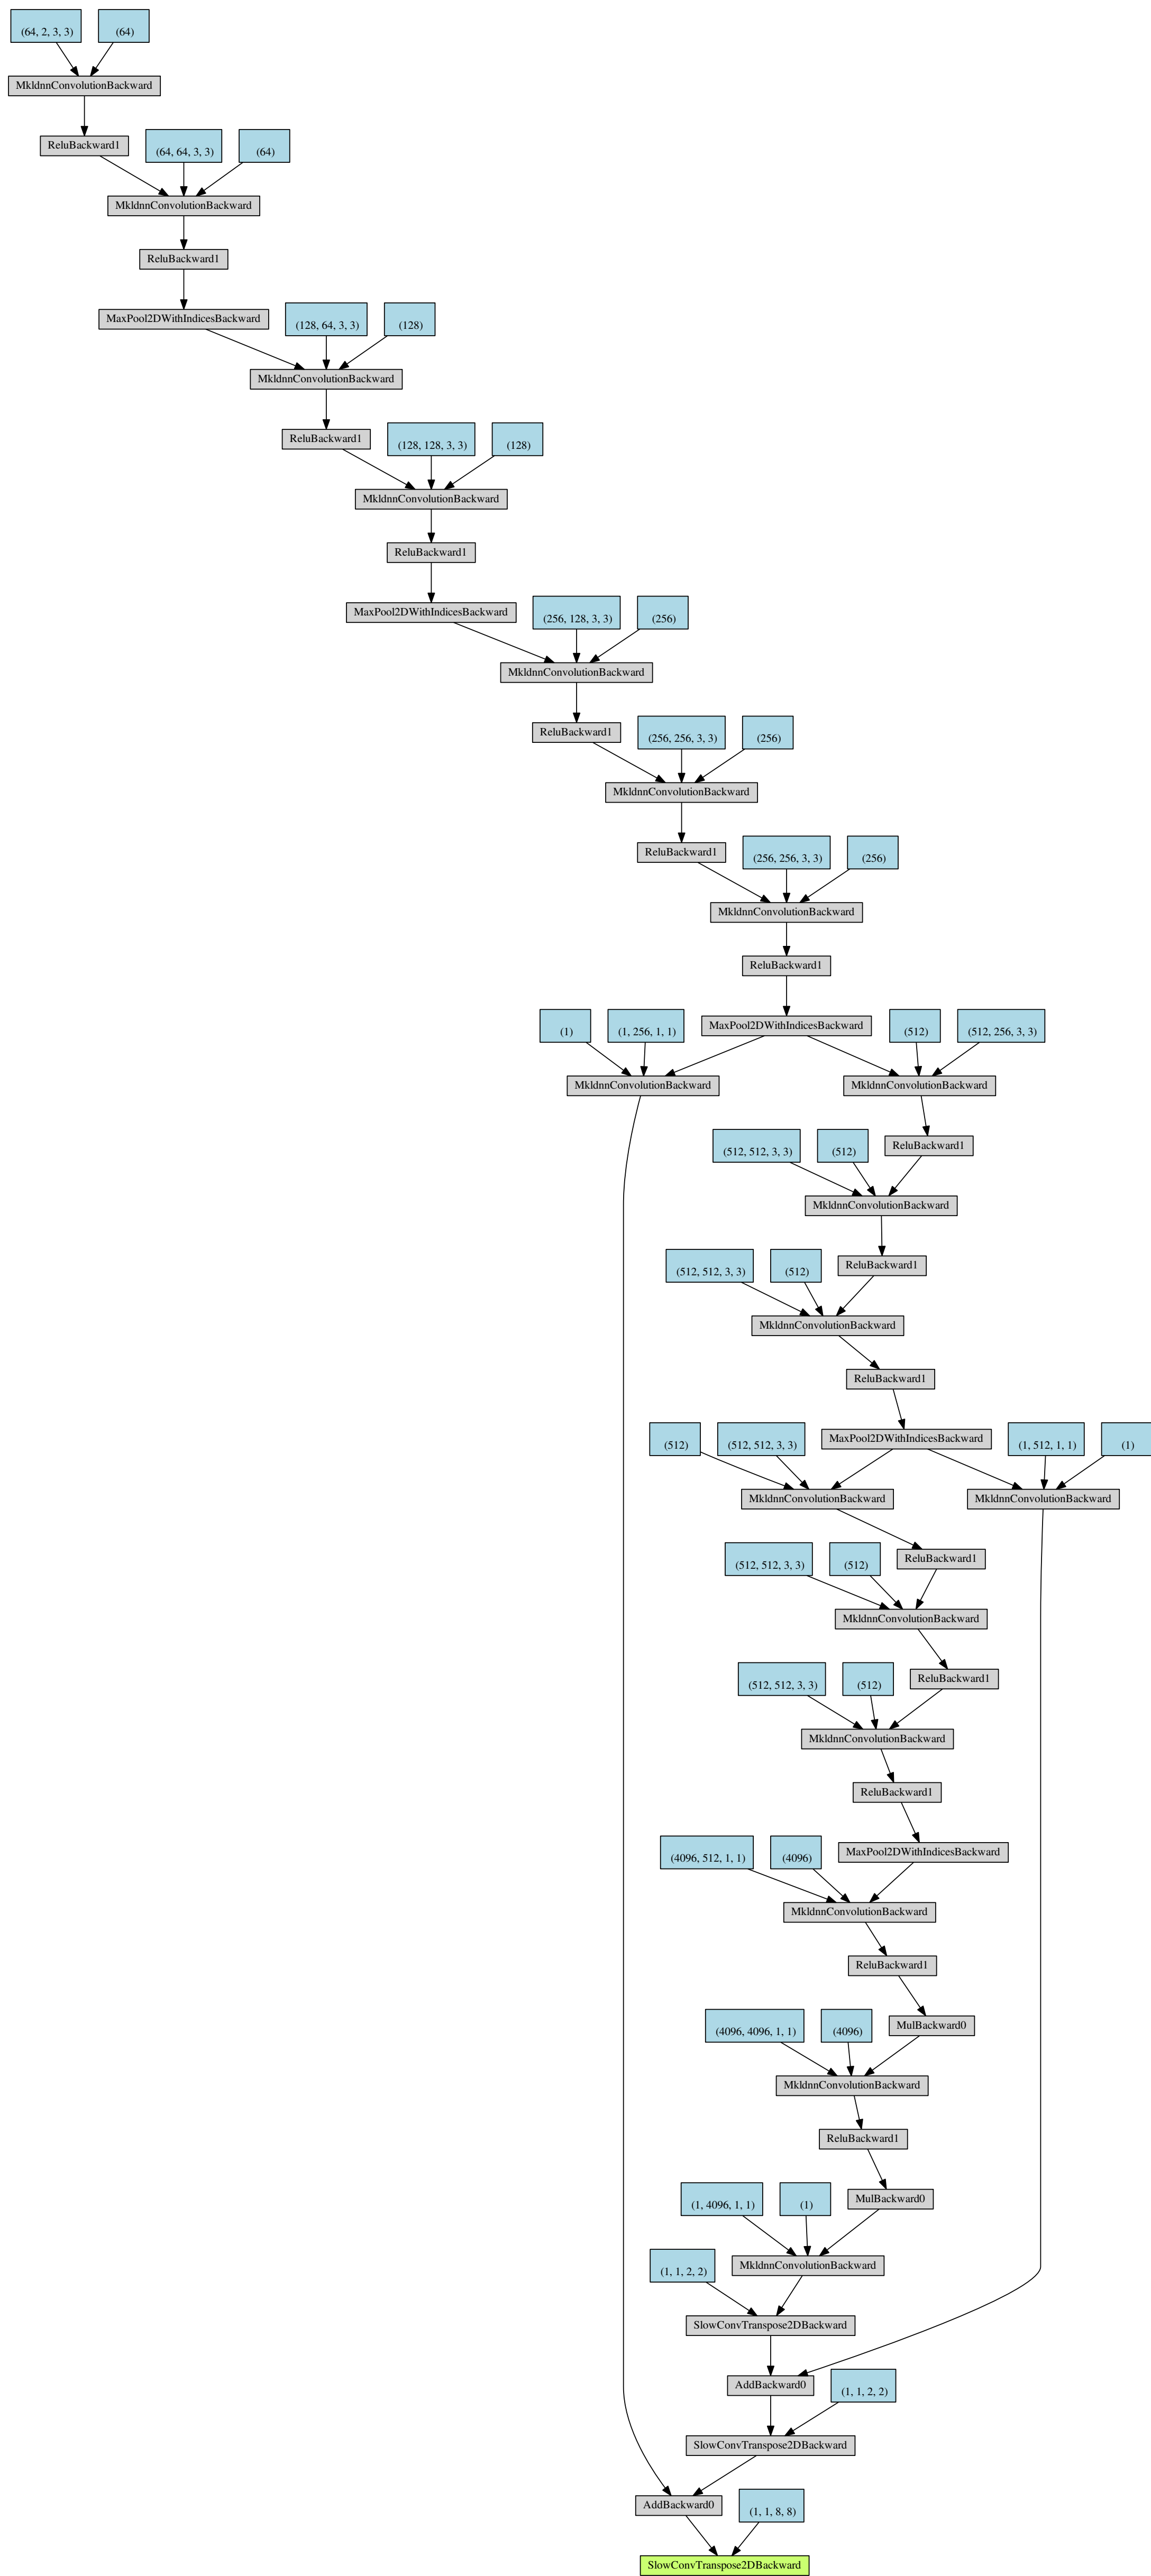 (64, 2, 3, 3)
(64)
MkldnnConvolutionBackward
ReluBackward1
(64, 64, 3, 3)
(64)
MkldnnConvolutionBackward
ReluBackward1
MaxPool2DWithIndicesBackward
(128, 64, 3, 3)
(128)
MkldnnConvolutionBackward
ReluBackward1
(128, 128, 3, 3)
(128)
MkldnnConvolutionBackward
ReluBackward1
MaxPool2DWithIndicesBackward
(256, 128, 3, 3)
(256)
MkldnnConvolutionBackward
ReluBackward1
(256, 256, 3, 3)
(256)
MkldnnConvolutionBackward
ReluBackward1
(256, 256, 3, 3)
(256)
MkldnnConvolutionBackward
ReluBackward1
(1)
(1, 256, 1, 1)
MaxPool2DWithIndicesBackward
(512)
(512, 256, 3, 3)
MkldnnConvolutionBackward
MkldnnConvolutionBackward
(512, 512, 3, 3)
(512)
ReluBackward1
MkldnnConvolutionBackward
(512, 512, 3, 3)
(512)
ReluBackward1
MkldnnConvolutionBackward
ReluBackward1
(512)
(512, 512, 3, 3)
MaxPool2DWithIndicesBackward
(1, 512, 1, 1)
(1)
MkldnnConvolutionBackward
MkldnnConvolutionBackward
(512, 512, 3, 3)
(512)
ReluBackward1
MkldnnConvolutionBackward
(512, 512, 3, 3)
(512)
ReluBackward1
MkldnnConvolutionBackward
ReluBackward1
(4096, 512, 1, 1)
(4096)
MaxPool2DWithIndicesBackward
MkldnnConvolutionBackward
ReluBackward1
(4096, 4096, 1, 1)
(4096)
MulBackward0
MkldnnConvolutionBackward
ReluBackward1
(1, 4096, 1, 1)
(1)
MulBackward0
(1, 1, 2, 2)
MkldnnConvolutionBackward
SlowConvTranspose2DBackward
AddBackward0
(1, 1, 2, 2)
SlowConvTranspose2DBackward
AddBackward0
(1, 1, 8, 8)
SlowConvTranspose2DBackward